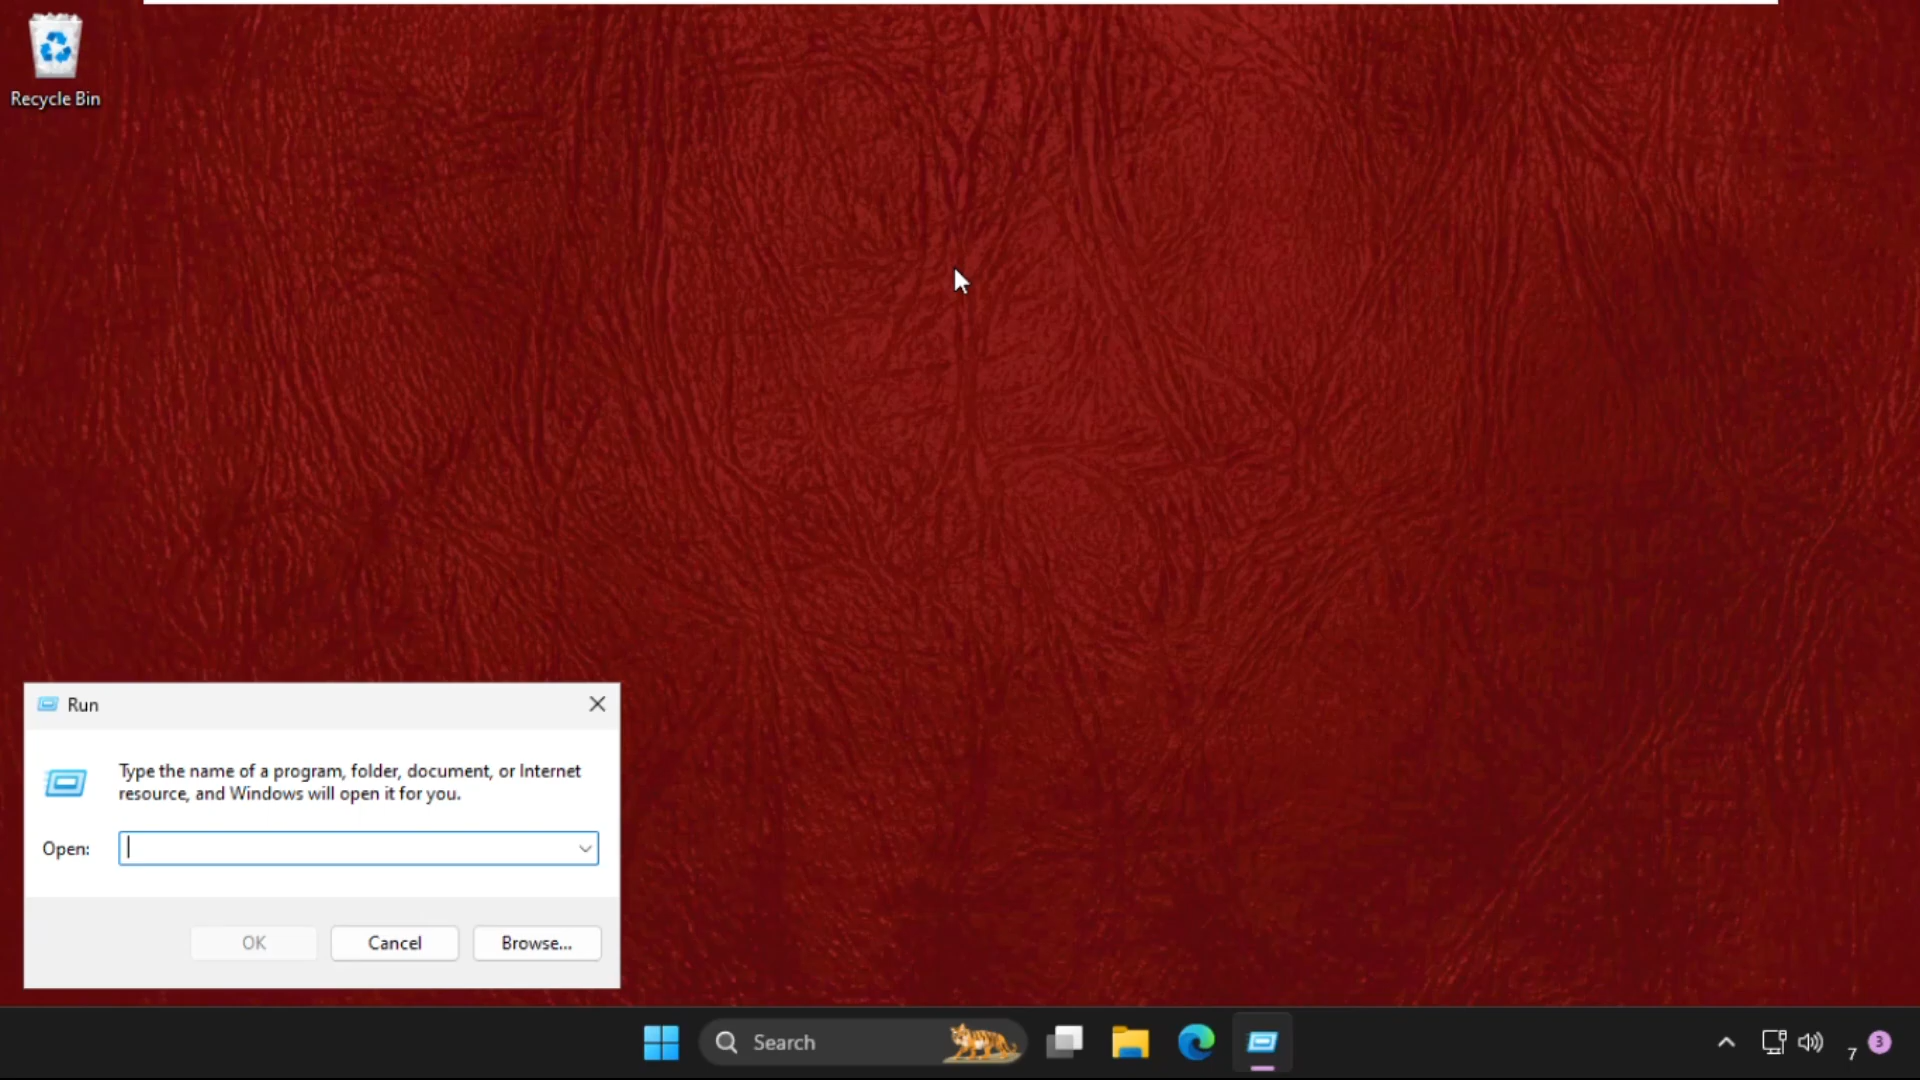 Recycle Bin
Run
Type the name of a program, folder, document, or Internet
resource, and Windows will open it for you.
Open:
OK
Cancel
Browse...
Search
7
3